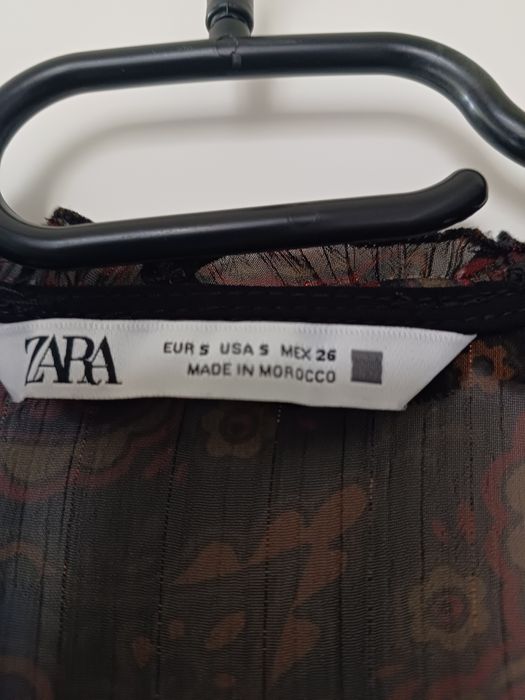 ZARA
EUR S USA S MEX 26
MADE IN MOROCCO